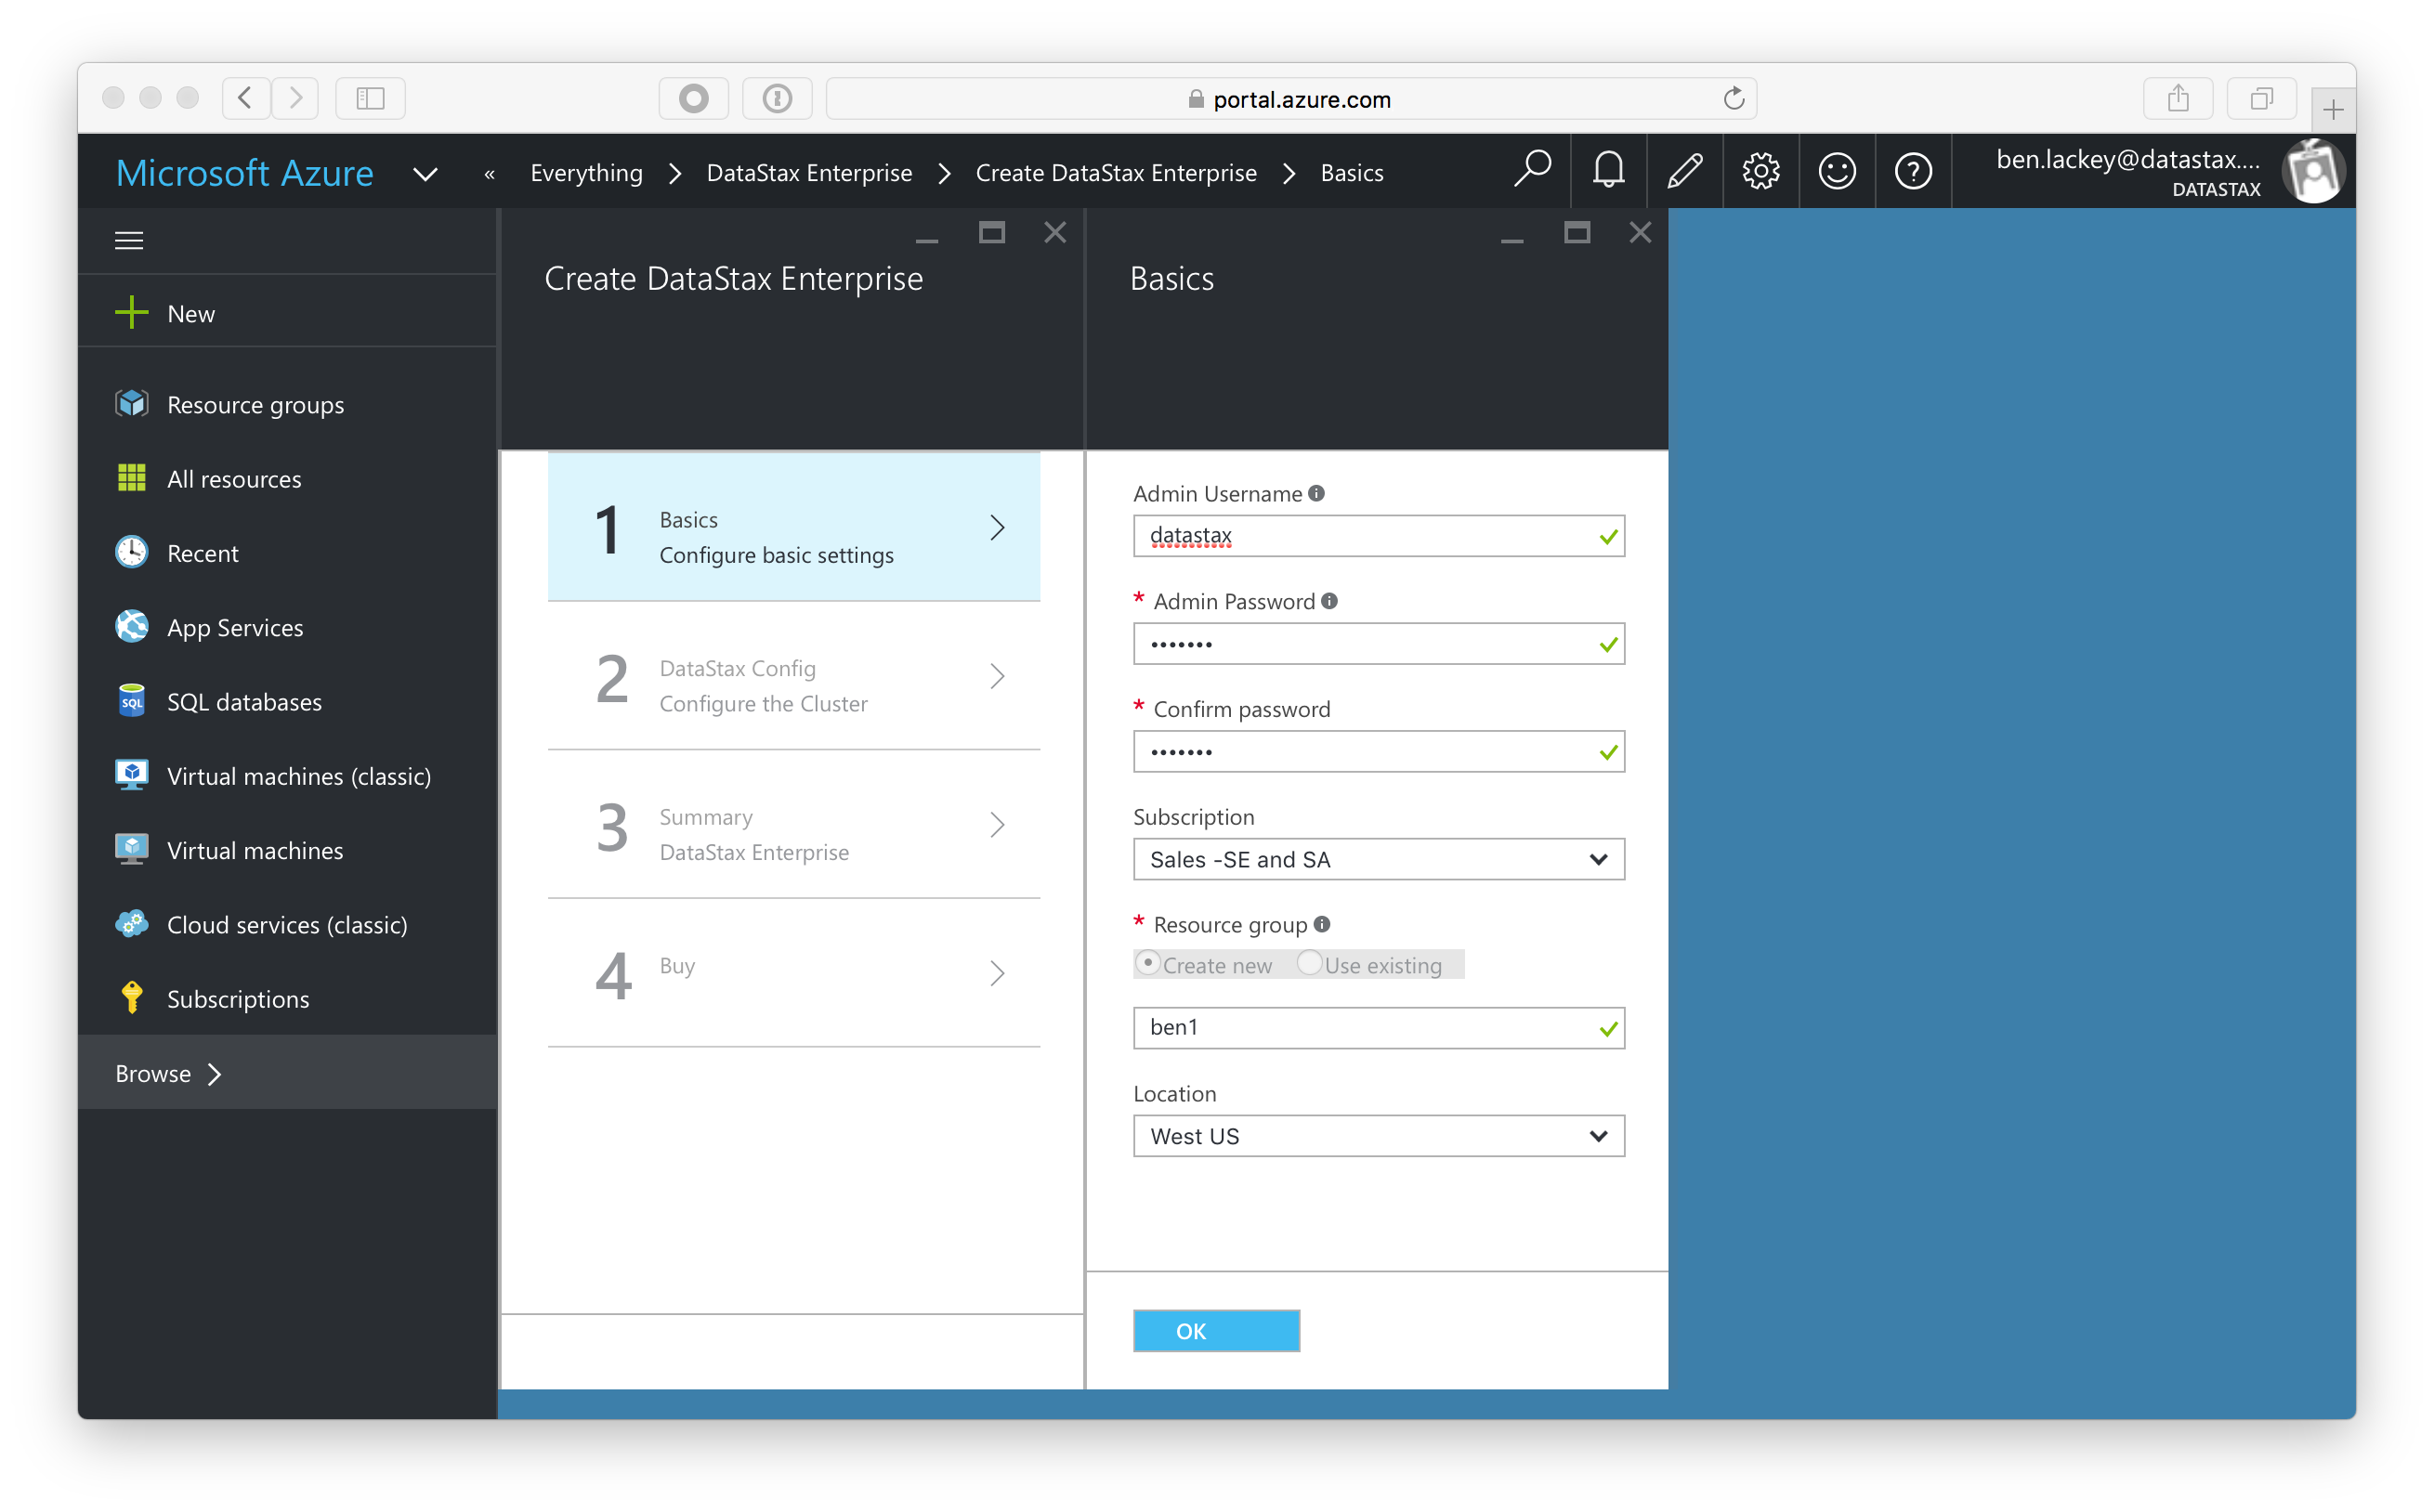 portal.azure.com
Microsoft Azure
« Everything > DataStax Enterprise > Create DataStax Enterprise > Basics
ben.lackey@datastax....
DATASTAX
New
Resource groups
All resources
Recent
App Services
SQL databases
Virtual machines (classic)
Virtual machines
Cloud services (classic)
Subscriptions
Browse >
Create DataStax Enterprise
1
Basics
Configure basic settings
2
DataStax Config
Configure the Cluster
3
Summary
DataStax Enterprise
4
Buy
Basics
Admin Username
datastax
* Admin Password
•••••••
* Confirm password
•••••••
Subscription
Sales -SE and SA
* Resource group
Create new Use existing
ben1
Location
West US
OK